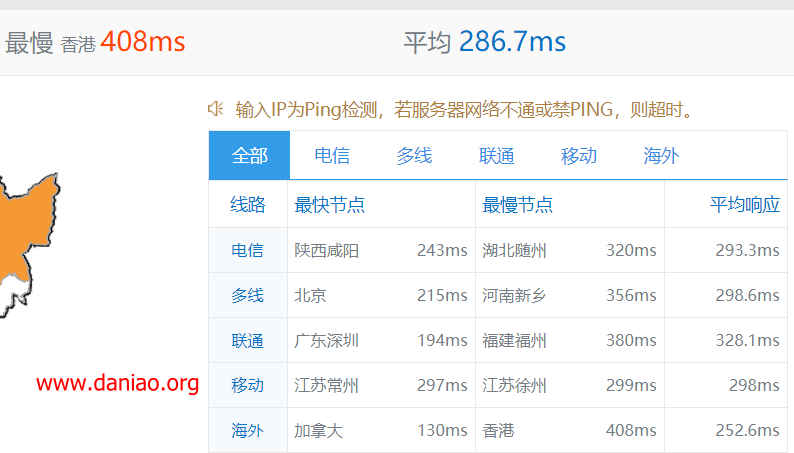 最慢 香港 408ms 平均 286.7ms
输入IP为Ping检测，若服务器网络不通或禁PING，则超时。
全部 电信 多线 联通 移动 海外
线路 最快节点 最慢节点 平均响应
电信 陕西咸阳 243ms 湖北随州 320ms 293.3ms
多线 北京 215ms 河南新乡 356ms 298.6ms
联通 广东深圳 194ms 福建福州 380ms 328.1ms
www.daniao.org
移动 江苏常州 297ms 江苏徐州 299ms 298ms
海外 加拿大 130ms 香港 408ms 252.6ms